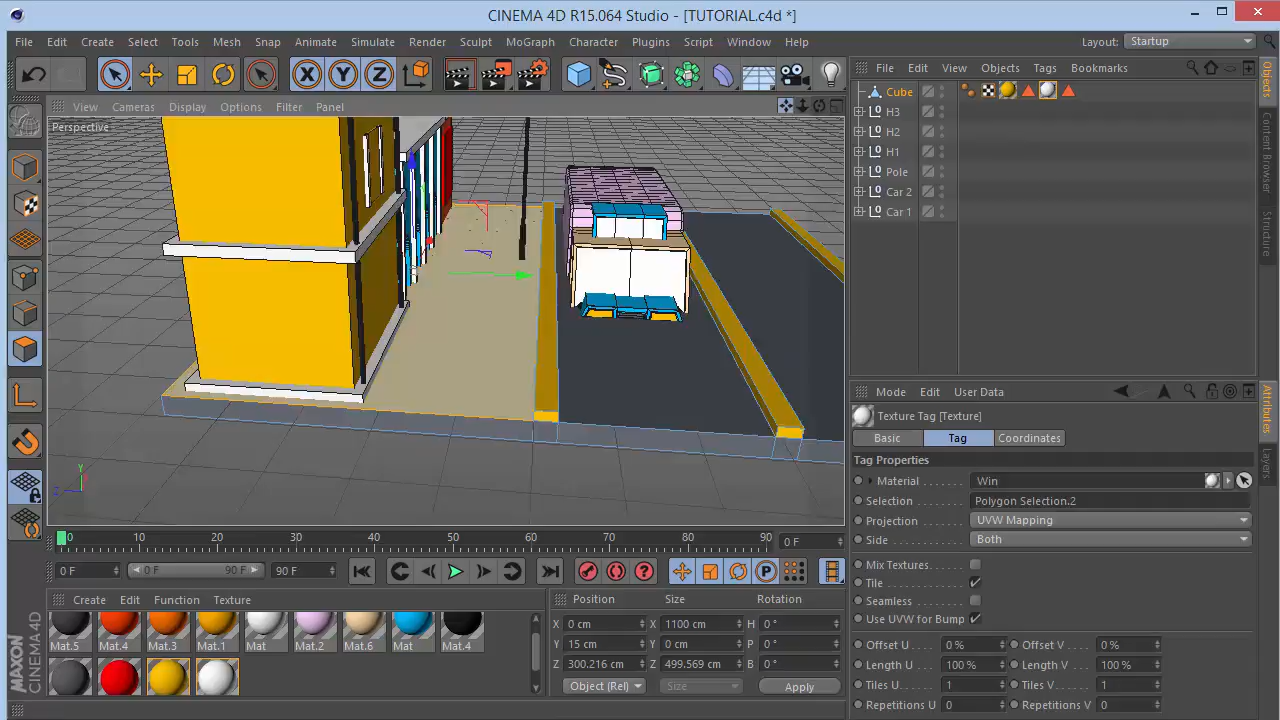 CINEMA 4D R15.064 Studio - [TUTORIAL.c4d *]
File Edit Create Select Tools Mesh Snap Animate Simulate Render Sculpt MoGraph Character Plugins Script Window Help
Layout: Startup
X Y Z
File Edit View Objects Tags Bookmarks
View Cameras Display Options Filter Panel
Perspective
Cube
H3
H2
H1
Pole
Car 2
Car 1
Objects
Content Browser
Structure
Mode Edit User Data
Texture Tag [Texture]
Basic Tag Coordinates
Tag Properties
Material Win
Selection Polygon Selection.2
Projection UVW Mapping
Side Both
Mix Textures
Tile
Seamless
Use UVW for Bump
Offset U 0 % Offset V 0 %
Length U 100 % Length V 100 %
Tiles U 1 Tiles V 1
Repetitions U 0 Repetitions V 0
Attributes
Layers
Y
0 10 20 30 40 50 60 70 80 90 0 F
0 F 0 F 90 F 90 F
Create Edit Function Texture
Mat.5 Mat.4 Mat.3 Mat.1 Mat Mat.2 Mat.6 Mat Mat.4
Position Size Rotation
X 0 cm X 1100 cm H 0 °
Y 15 cm Y 0 cm P 0 °
Z 300.216 cm Z 499.569 cm B 0 °
Object (Rel) Size Apply
MAXON
CINEMA 4D